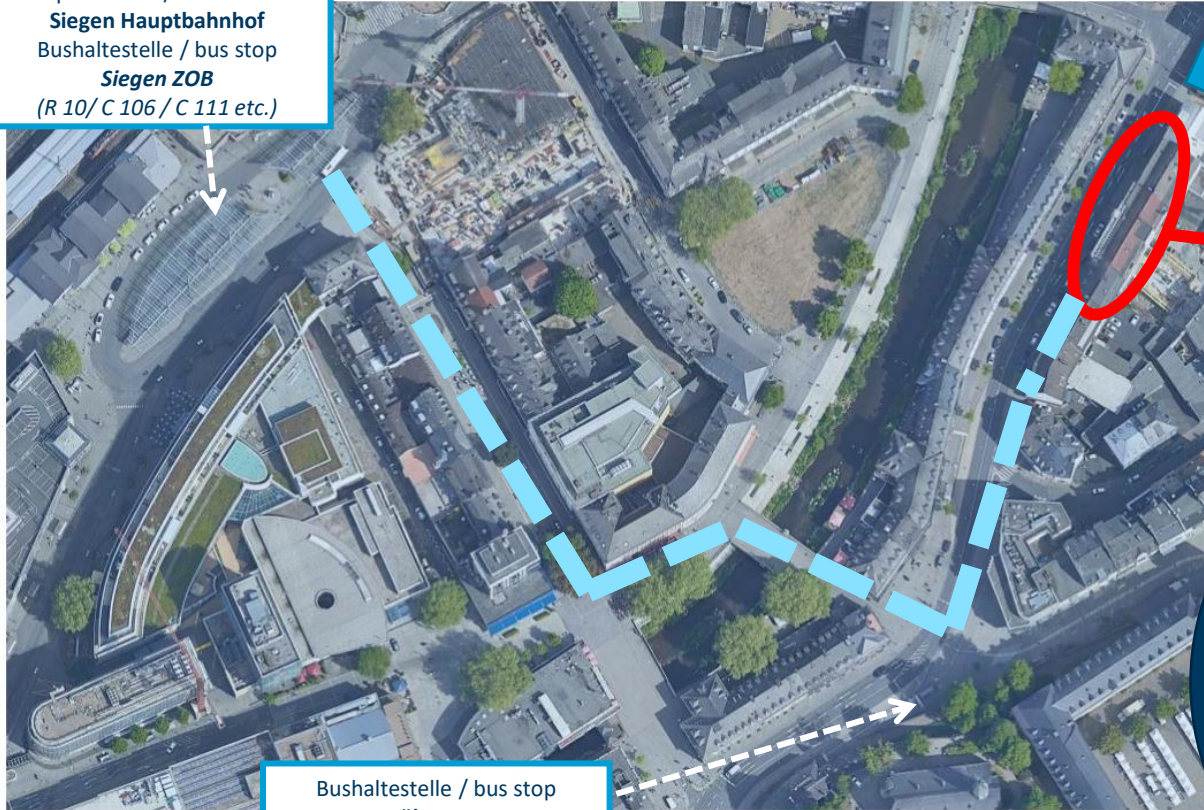 Siegen Hauptbahnhof
Bushaltestelle / bus stop
Siegen ZOB
(R 10/ C 106 / C 111 etc.)
Bushaltestelle / bus stop